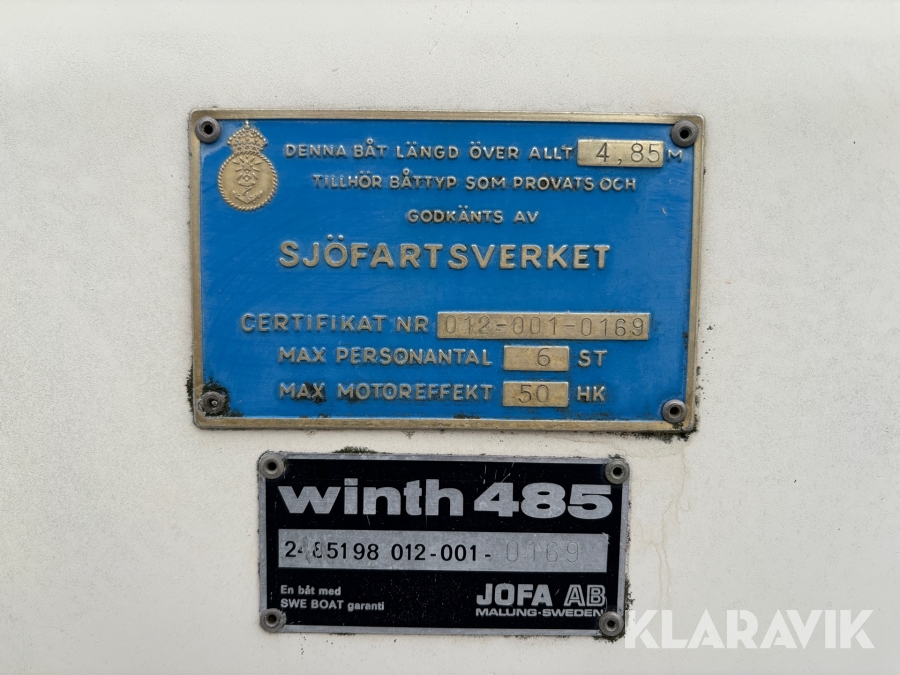 DENNA BÅT LÄNGD ÖVER ALLT 4,85 M
TILLHÖR BÅTTYP SOM PROVATS OCH
GODKÄNTS AV
SJÖFARTSVERKET
CERTIFIKAT NR 012-001-0169
MAX PERSONANTAL 6 ST
MAX MOTOREFFEKT 50 HK
winth 485
2485198 012-001-0169
En båt med
SWE BOAT garanti
JOFA AB
MALUNG-SWEDEN
KLARAVIK